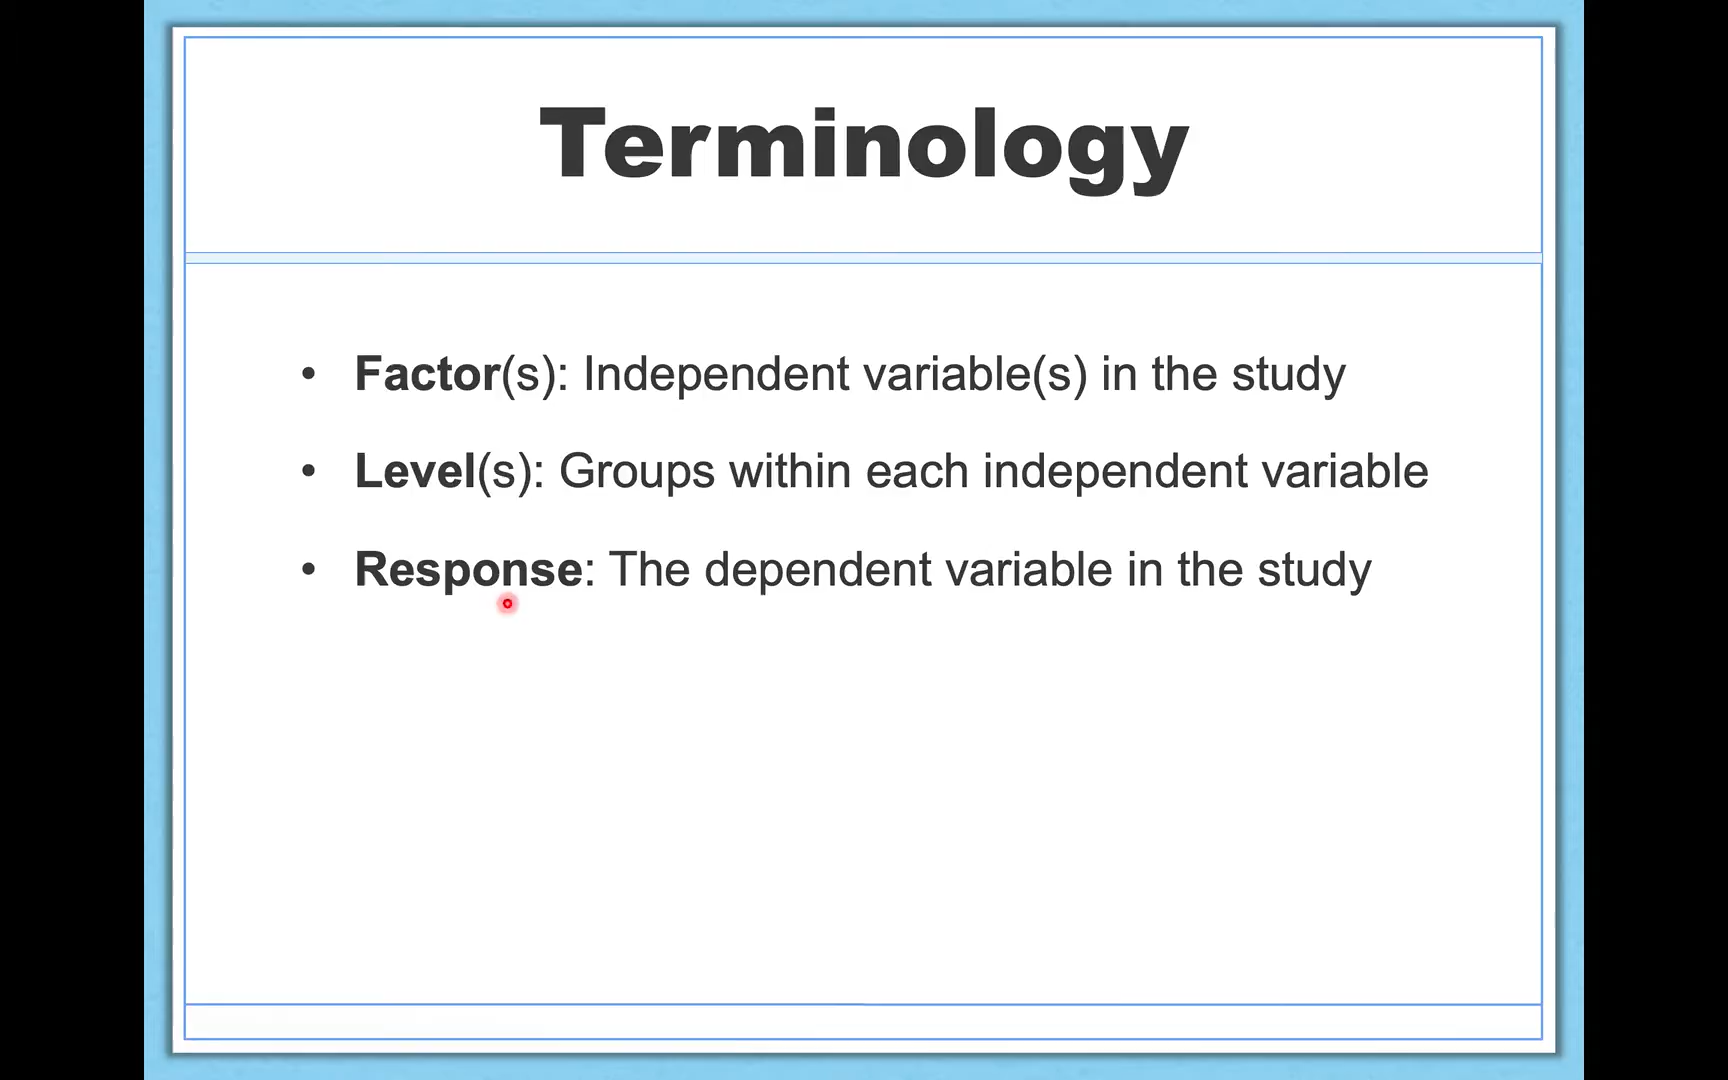 Terminology
• Factor(s): Independent variable(s) in the study
• Level(s): Groups within each independent variable
• Response: The dependent variable in the study